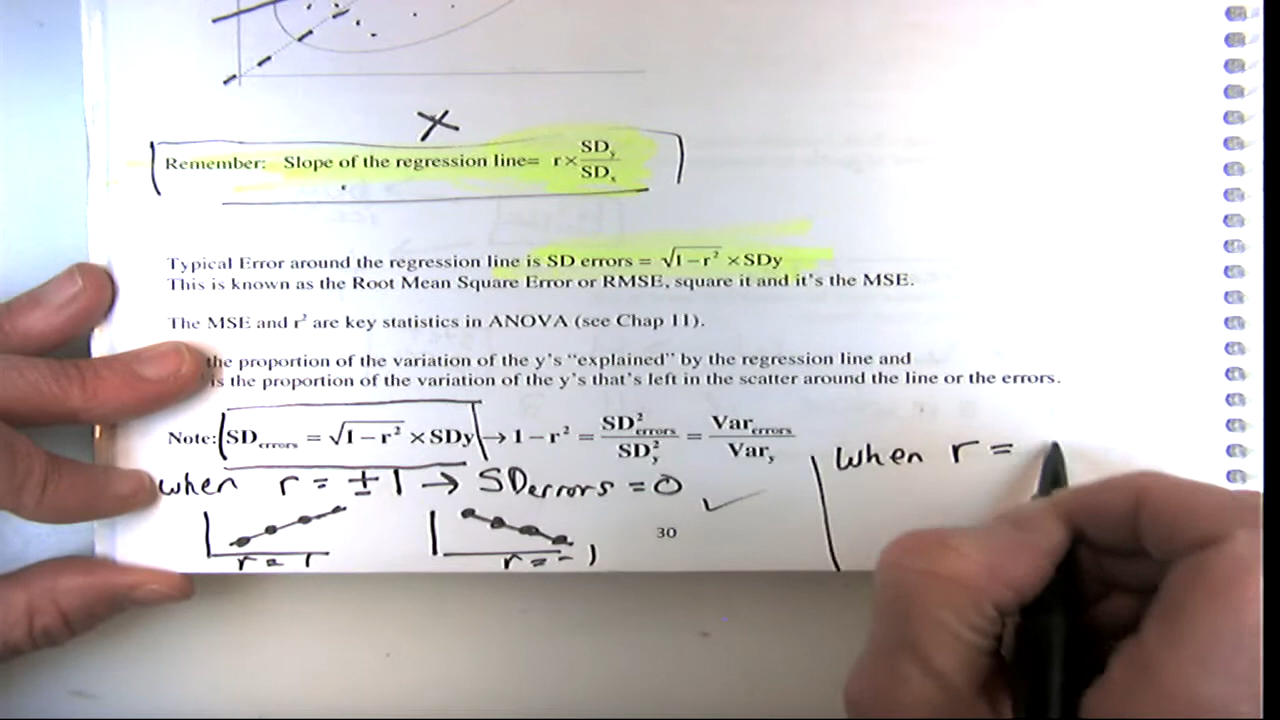 X
Remember: Slope of the regression line= r × SDy / SDx
Typical Error around the regression line is SD errors = √1−r² × SDy
This is known as the Root Mean Square Error or RMSE, square it and it's the MSE.
The MSE and r² are key statistics in ANOVA (see Chap 11).
the proportion of the variation of the y's "explained" by the regression line and
is the proportion of the variation of the y's that's left in the scatter around the line or the errors.
Note: SDerrors = √1−r² × SDy → 1−r² = SD²errors / SD²y = Varerrors / Vary
when r = ±1 → SDerrors = 0 ✓
when r =
r = 1
r = -1
30